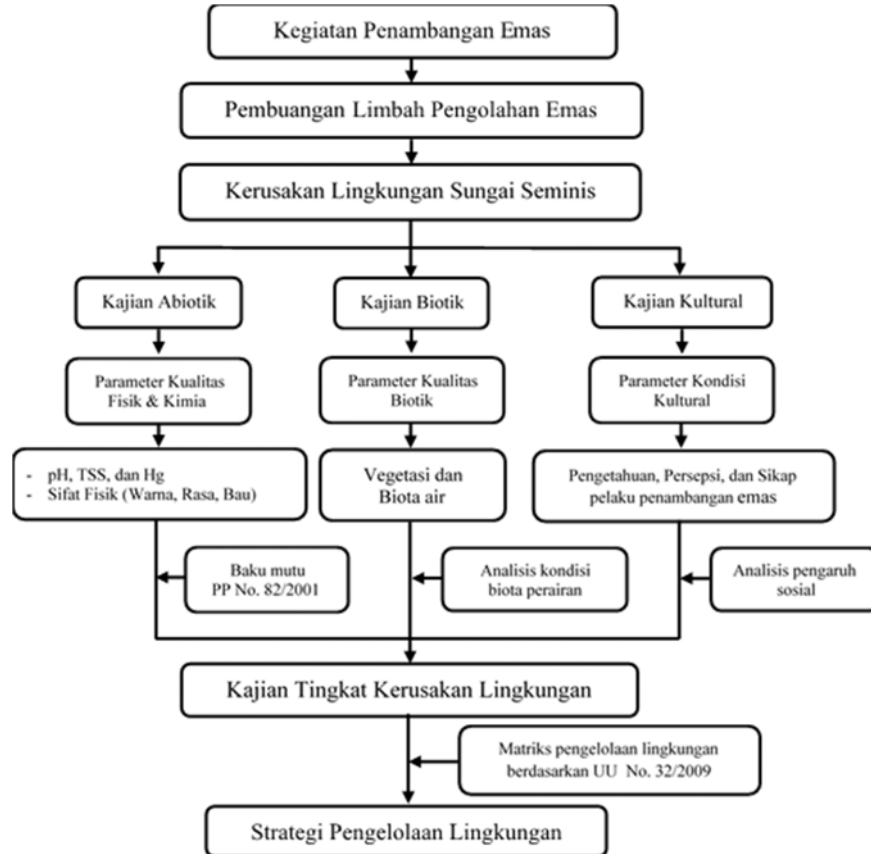 Kegiatan Penambangan Emas
Pembuangan Limbah Pengolahan Emas
Kerusakan Lingkungan Sungai Seminis
Kajian Abiotik
Kajian Biotik
Kajian Kultural
Parameter Kualitas
Fisik & Kimia
Parameter Kualitas
Biotik
Parameter Kondisi
Kultural
- pH, TSS, dan Hg
- Sifat Fisik (Warna, Rasa, Bau)
Vegetasi dan
Biota air
Pengetahuan, Persepsi, dan Sikap
pelaku penambangan emas
Baku mutu
PP No. 82/2001
Analisis kondisi
biota perairan
Analisis pengaruh
sosial
Kajian Tingkat Kerusakan Lingkungan
Matriks pengelolaan lingkungan
berdasarkan UU No. 32/2009
Strategi Pengelolaan Lingkungan